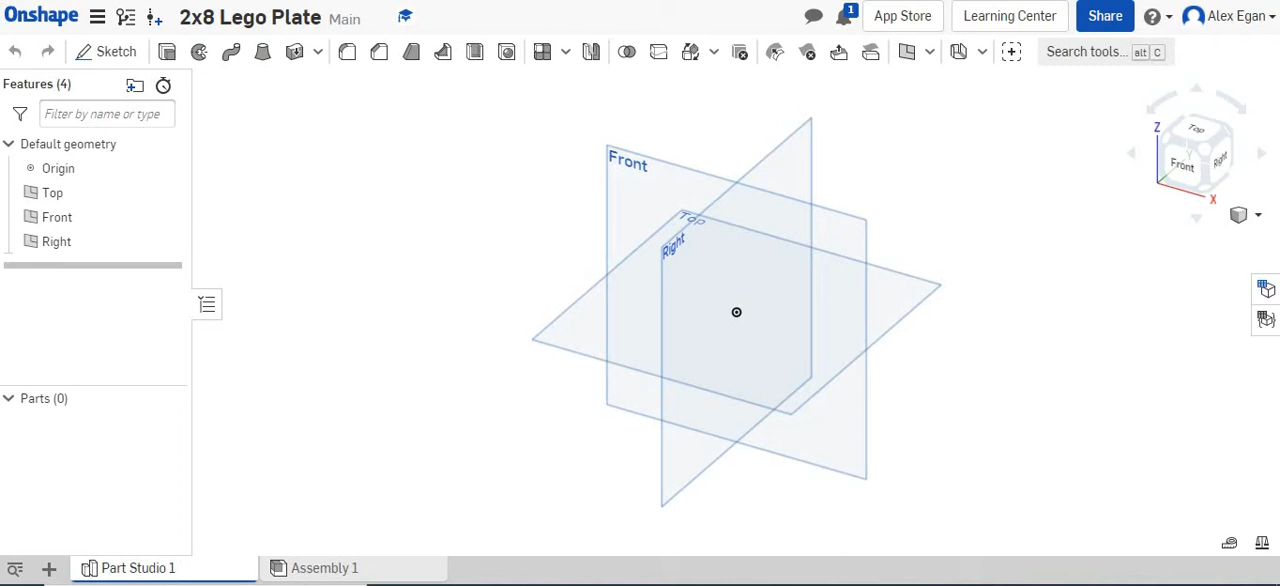 Onshape 2x8 Lego Plate Main 1 App Store Learning Center Share Alex Egan
Sketch Search tools... alt C
Features (4)
Filter by name or type
Default geometry
Origin
Top
Front
Right
Parts (0)
Front
Top
Right
Top
Z
Y
Front
Right
X
Part Studio 1 Assembly 1